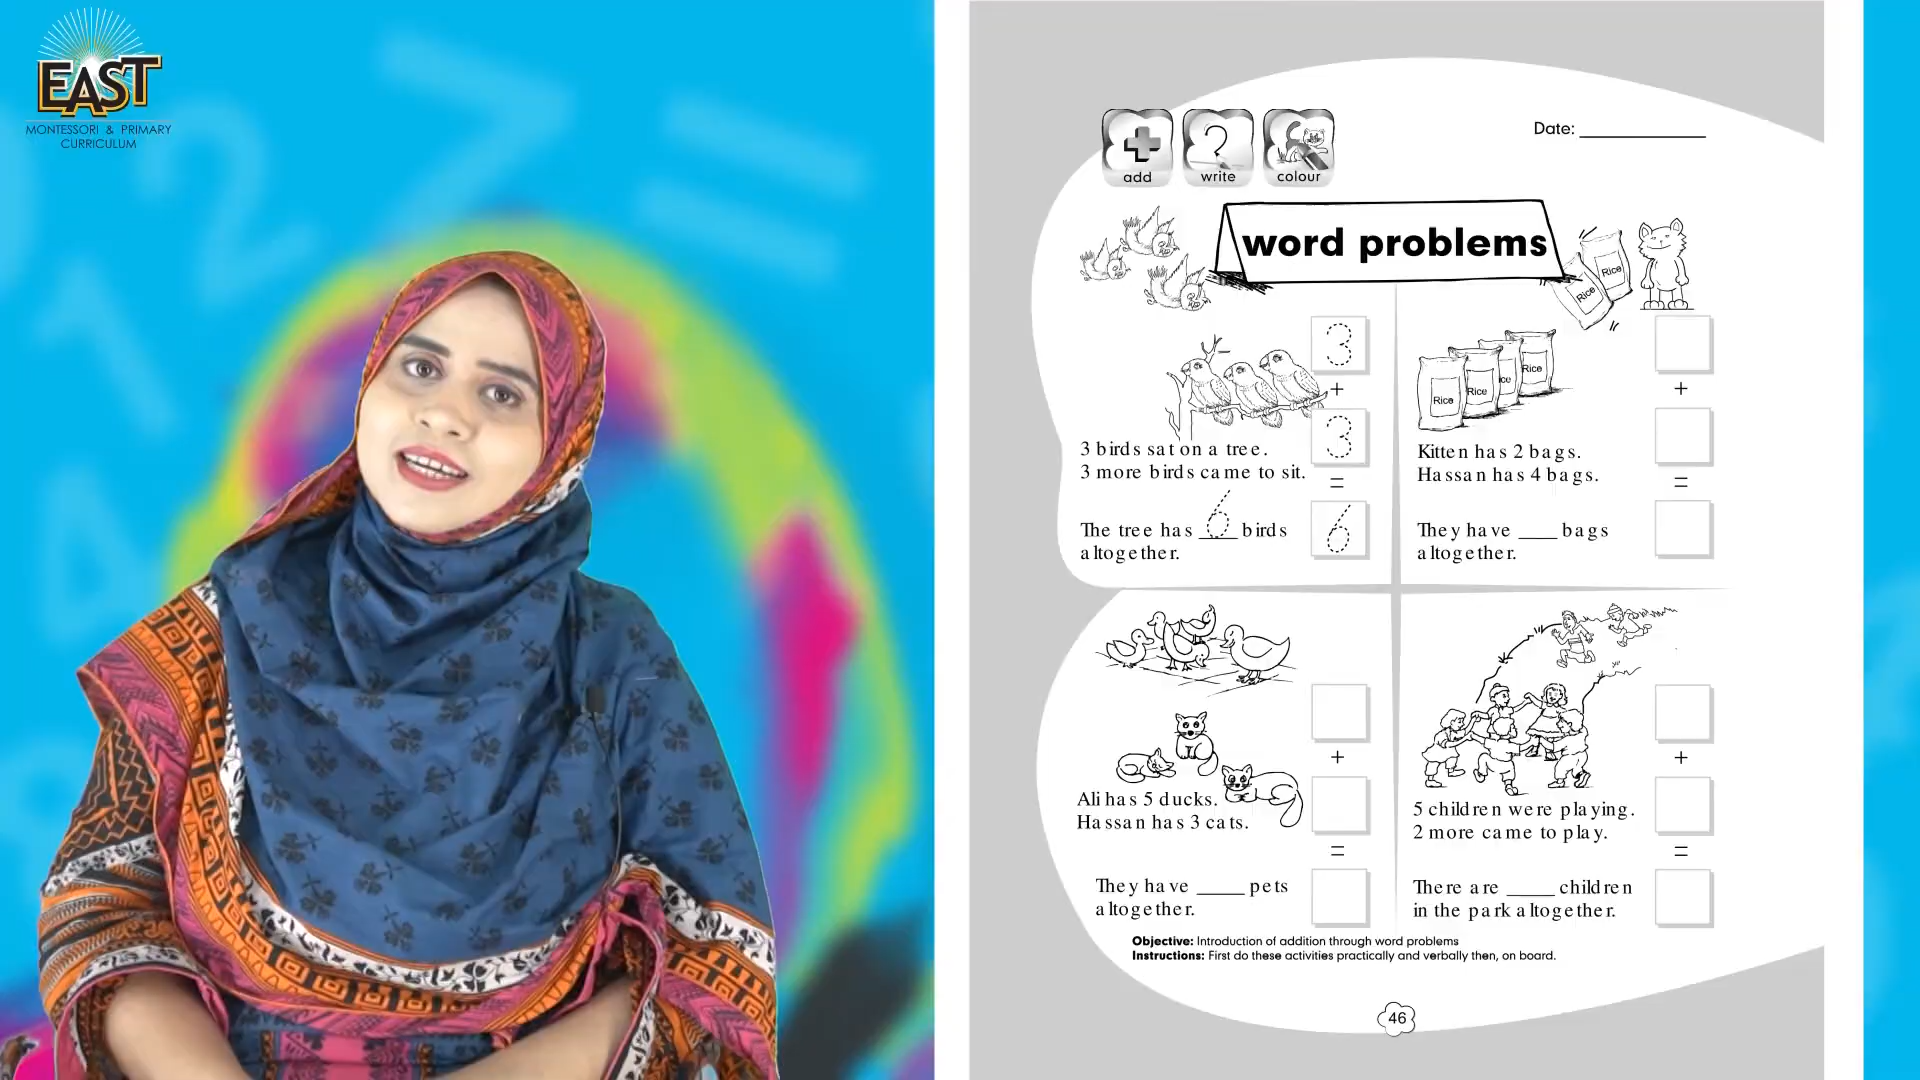 EAST
MONTESSORI & PRIMARY
CURRICULUM
1 2 7 =
4
add
write
colour
Date: ____________
word problems
Rice
Rice
3
+
3
=
6
3 birds sat on a tree.
3 more birds came to sit.
The tree has 6 birds
altogether.
Rice
Rice
Rice
+
=
Kitten has 2 bags.
Hassan has 4 bags.
They have ____ bags
altogether.
+
=
Ali has 5 ducks.
Hassan has 3 cats.
They have ____ pets
altogether.
+
=
5 children were playing.
2 more came to play.
There are ____ children
in the park altogether.
Objective: Introduction of addition through word problems
Instructions: First do these activities practically and verbally then, on board.
46